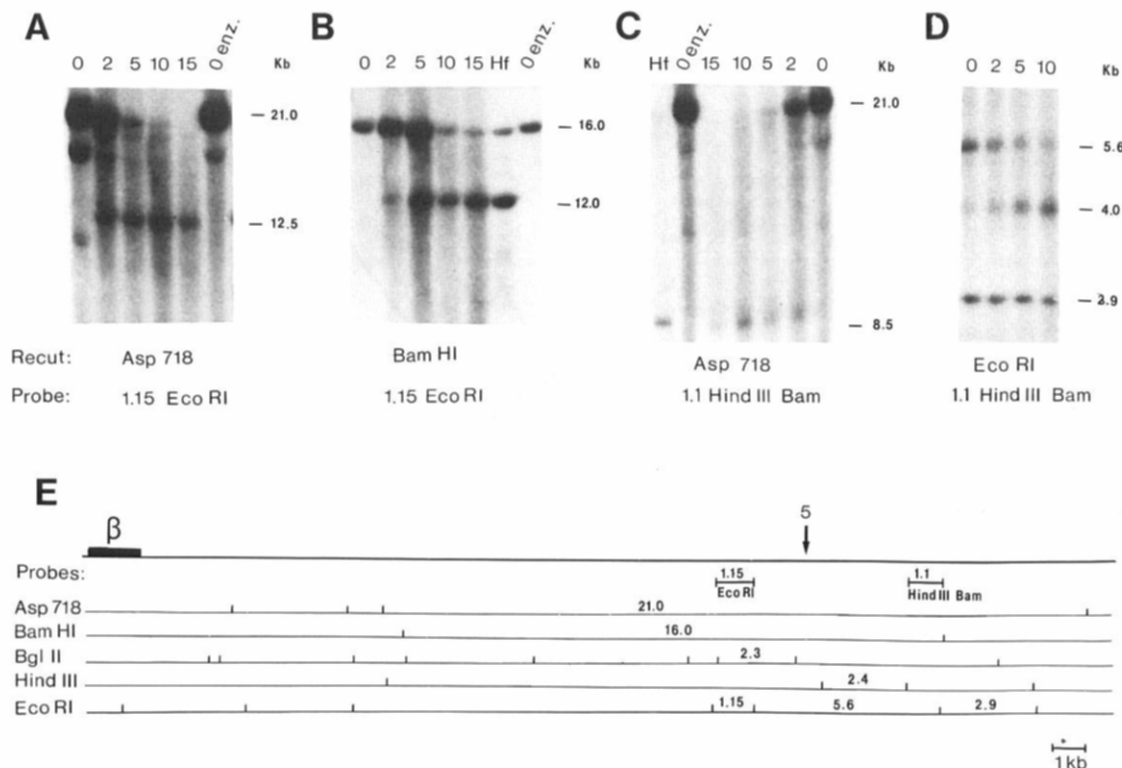 A B C D
0 2 5 10 15 0 enz. Kb
21.0
12.5
0 2 5 10 15 Hf 0 enz. Kb
16.0
12.0
Hf 0 enz. 15 10 5 2 0 Kb
21.0
8.5
0 2 5 10 Kb
5.6
4.0
2.9
Recut: Asp 718 Bam HI Asp 718 Eco RI
Probe: 1.15 Eco RI 1.15 Eco RI 1.1 Hind III Bam 1.1 Hind III Bam
E
β 5
Probes: 1.15 1.1
Eco RI Hind III Bam
Asp 718 21.0
Bam HI 16.0
Bgl II 2.3
Hind III 2.4
Eco RI 1.15 5.6 2.9
1 kb